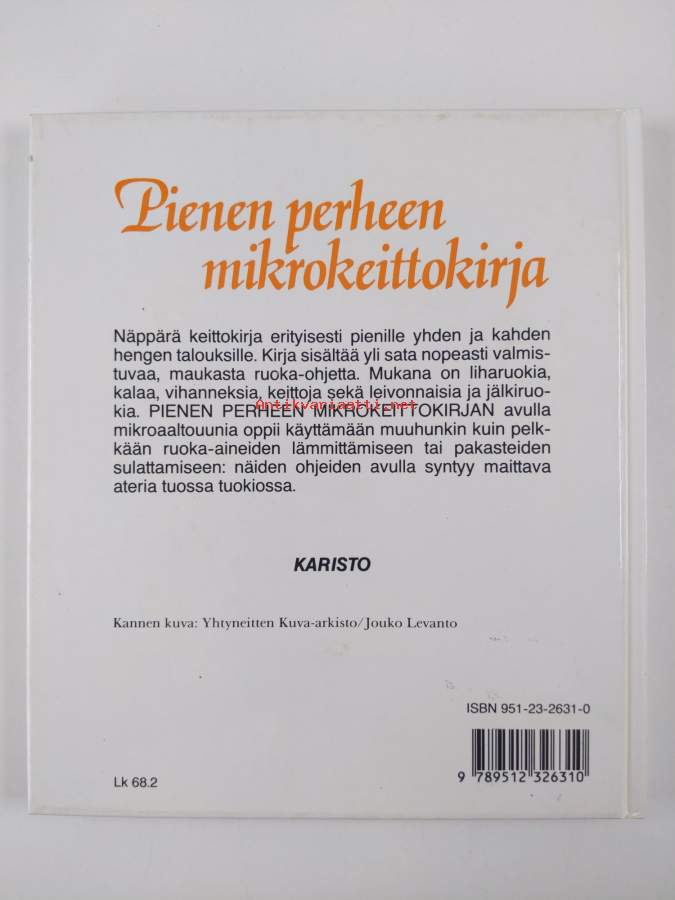 Pienen perheen
mikrokeittokirja
Näppärä keittokirja erityisesti pienille yhden ja kahden
hengen talouksille. Kirja sisältää yli sata nopeasti valmis-
tuvaa, maukasta ruoka-ohjetta. Mukana on liharuokia,
kalaa, vihanneksia, keittoja sekä leivonnaisia ja jälkiruo-
kia. PIENEN PERHEEN MIKROKEITTOKIRJAN avulla
Antikvariaatti.net
mikroaaltouunia oppii käyttämään muuhunkin kuin pelk-
kään ruoka-aineiden lämmittämiseen tai pakasteiden
sulattamiseen: näiden ohjeiden avulla syntyy maittava
ateria tuossa tuokiossa.
KARISTO
Kannen kuva: Yhtyneitten Kuva-arkisto/Jouko Levanto
ISBN 951-23-2631-0
9 789512 326310
Lk 68.2